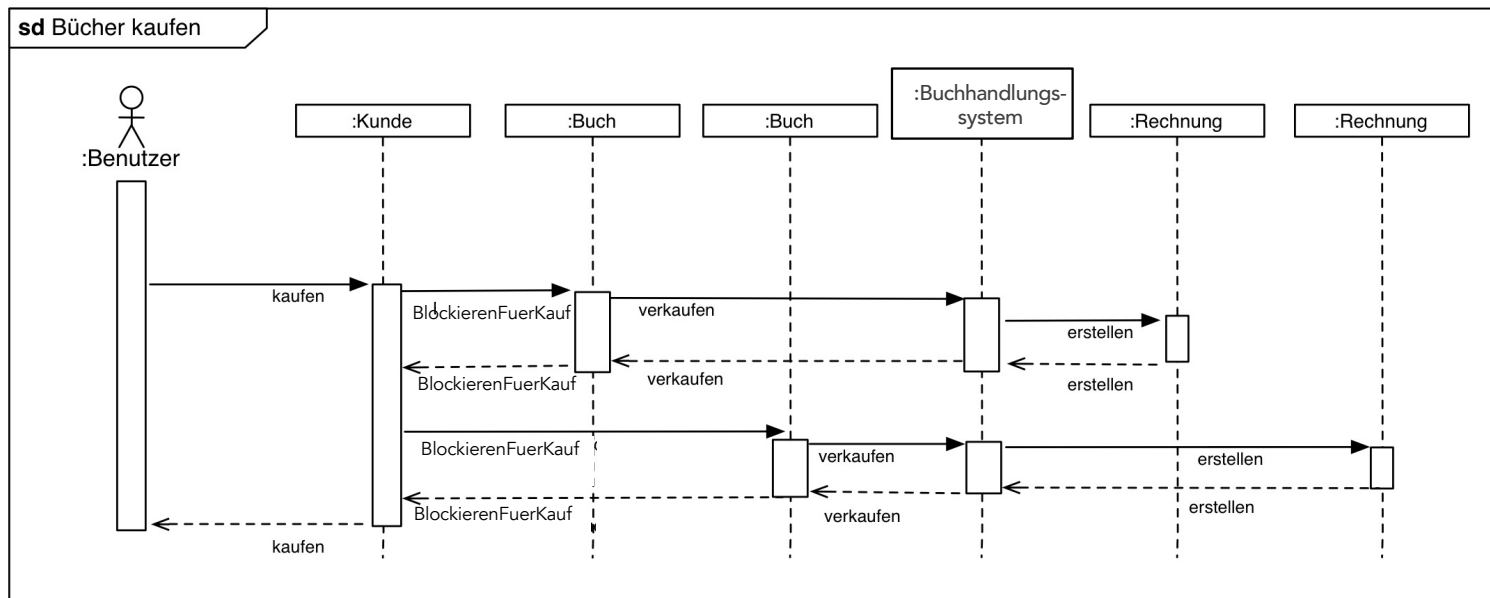 sd Bücher kaufen
:Benutzer
:Kunde
:Buch
:Buch
:Buchhandlungs-
system
:Rechnung
:Rechnung
kaufen
BlockierenFuerKauf
verkaufen
erstellen
BlockierenFuerKauf
verkaufen
erstellen
BlockierenFuerKauf
verkaufen
erstellen
BlockierenFuerKauf
verkaufen
erstellen
kaufen